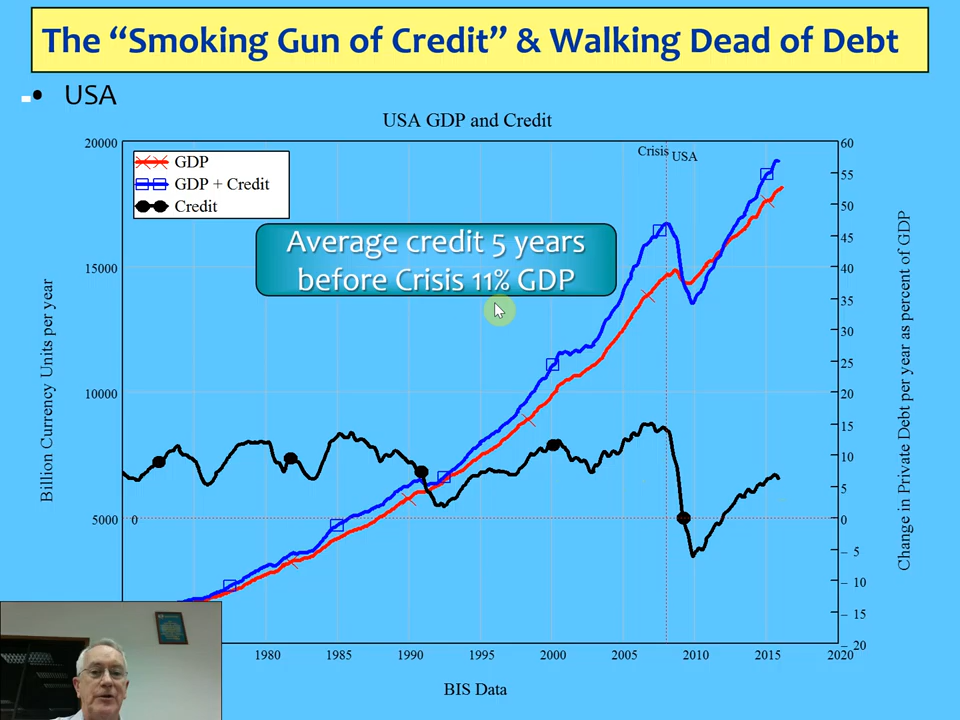 The “Smoking Gun of Credit” & Walking Dead of Debt
• USA
USA GDP and Credit
GDP
GDP + Credit
Credit
Crisis USA
Average credit 5 years
before Crisis 11% GDP
Billion Currency Units per year
20000
15000
10000
5000
0
Change in Private Debt per year as percent of GDP
60
55
50
45
40
35
30
25
20
15
10
5
0
– 5
– 10
– 15
– 20
1980 1985 1990 1995 2000 2005 2010 2015 2020
BIS Data